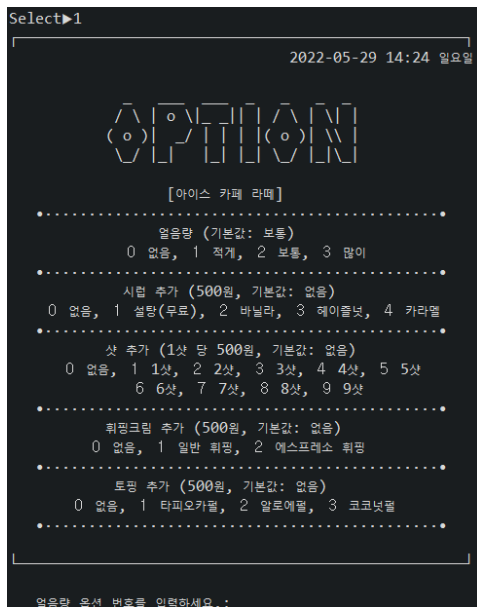 Select▶1
2022-05-29 14:24 일요일
OPTION
[아이스 카페 라떼]
얼음량 (기본값: 보통)
0 없음, 1 적게, 2 보통, 3 많이
시럽 추가 (500원, 기본값: 없음)
0 없음, 1 설탕(무료), 2 바닐라, 3 헤이즐넛, 4 카라멜
샷 추가 (1샷 당 500원, 기본값: 없음)
0 없음, 1 1샷, 2 2샷, 3 3샷, 4 4샷, 5 5샷
6 6샷, 7 7샷, 8 8샷, 9 9샷
휘핑크림 추가 (500원, 기본값: 없음)
0 없음, 1 일반 휘핑, 2 에스프레소 휘핑
토핑 추가 (500원, 기본값: 없음)
0 없음, 1 타피오카펄, 2 알로에펄, 3 코코넛펄
얼음량 옵션 번호를 입력하세요.: